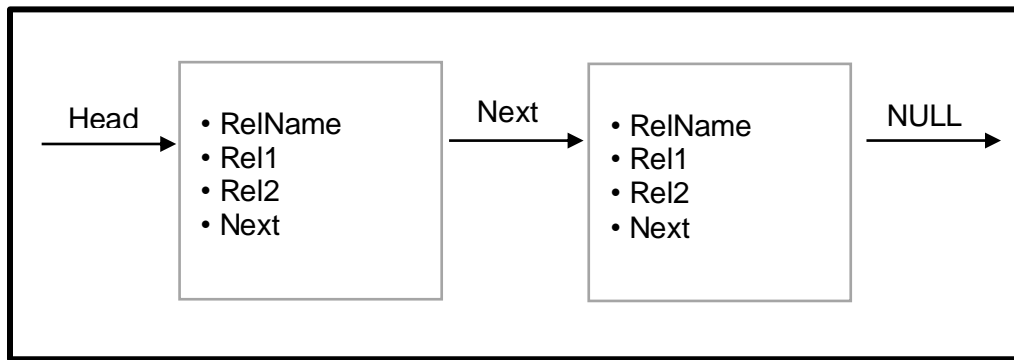 Head
• RelName
• Rel1
• Rel2
• Next
Next
• RelName
• Rel1
• Rel2
• Next
NULL